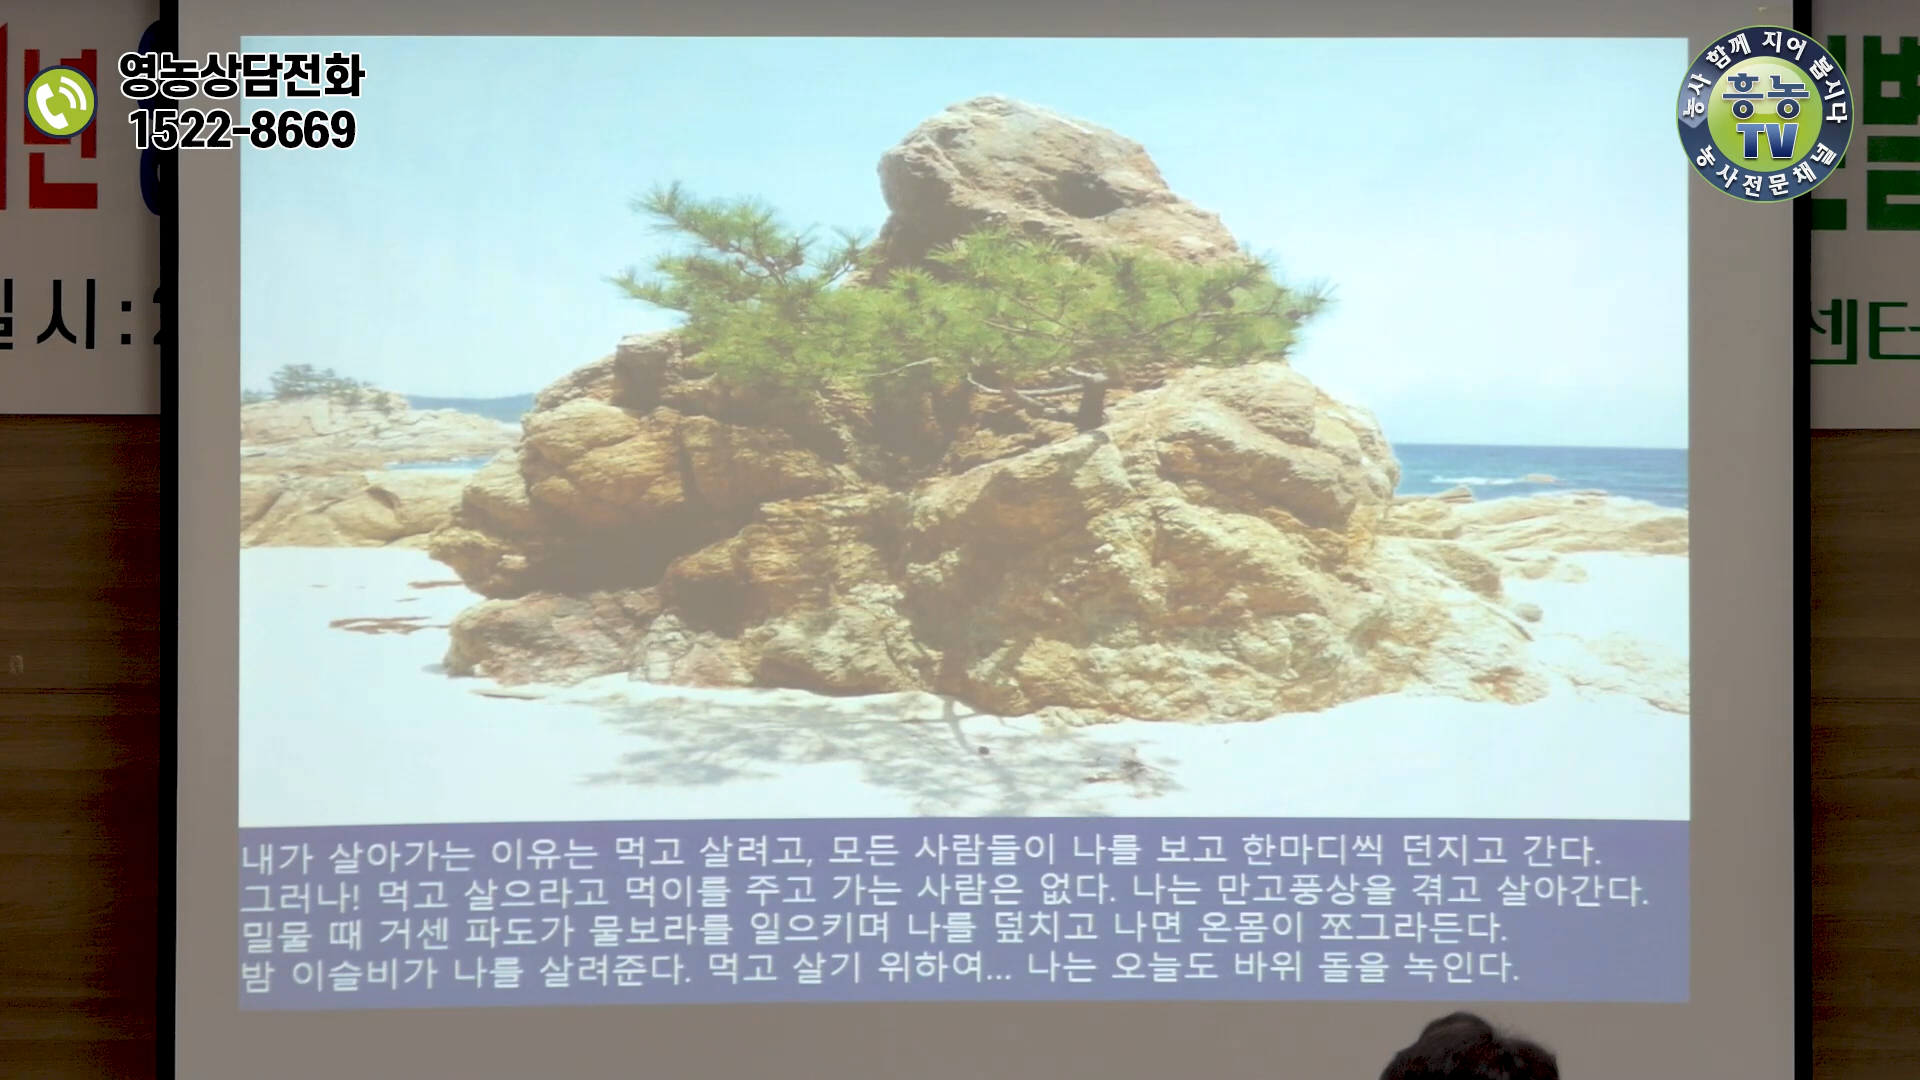 영농상담전화
1522-8669
농사 함께 지어 봅시다
흥농
TV
농사전문채널
년
일시:
센터
내가 살아가는 이유는 먹고 살려고, 모든 사람들이 나를 보고 한마디씩 던지고 간다.
그러나! 먹고 살으라고 먹이를 주고 가는 사람은 없다. 나는 만고풍상을 겪고 살아간다.
밀물 때 거센 파도가 물보라를 일으키며 나를 덮치고 나면 온몸이 쪼그라든다.
밤 이슬비가 나를 살려준다. 먹고 살기 위하여... 나는 오늘도 바위 돌을 녹인다.